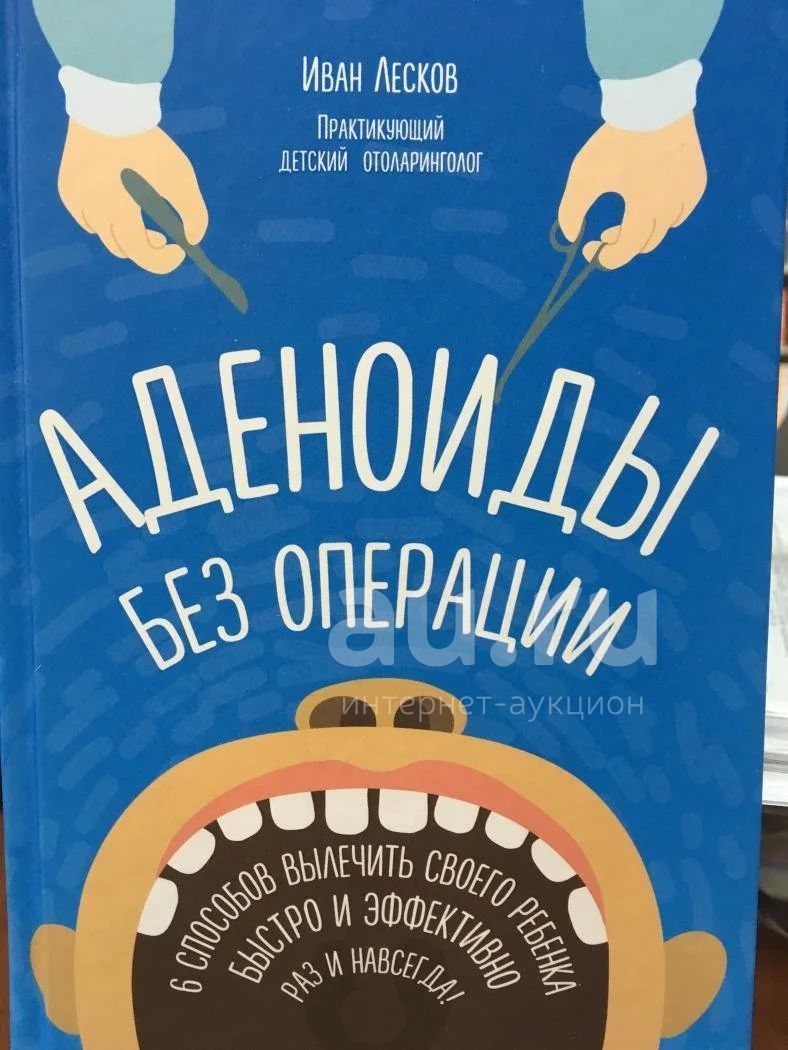 Иван Лесков
Практикующий
детский отоларинголог
АДЕНОИДЫ
БЕЗ ОПЕРАЦИИ
au.ru
интернет-аукцион
6 СПОСОБОВ ВЫЛЕЧИТЬ СВОЕГО РЕБЕНКА
БЫСТРО И ЭФФЕКТИВНО
РАЗ И НАВСЕГДА!